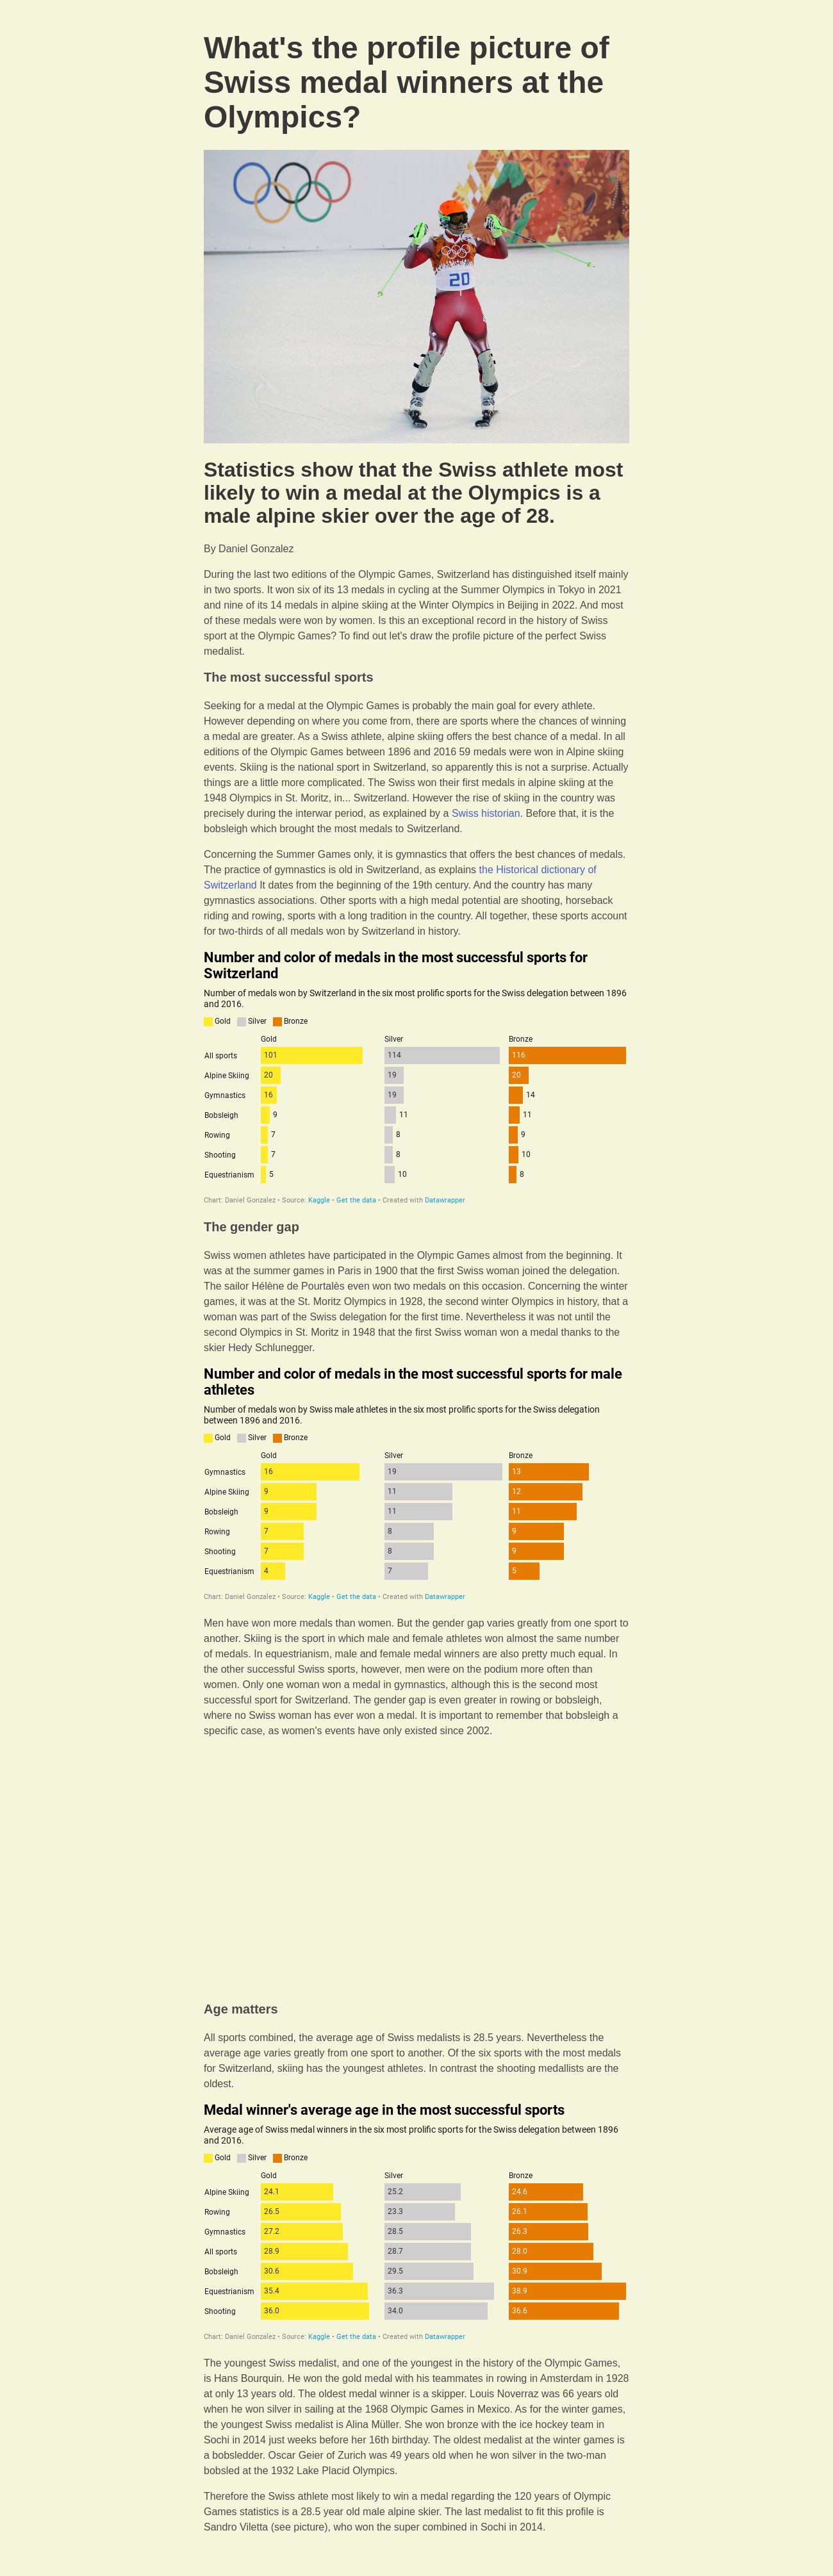 What's the profile picture of
Swiss medal winners at the
Olympics?
20
Statistics show that the Swiss athlete most
likely to win a medal at the Olympics is a
male alpine skier over the age of 28.
By Daniel Gonzalez
During the last two editions of the Olympic Games, Switzerland has distinguished itself mainly
in two sports. It won six of its 13 medals in cycling at the Summer Olympics in Tokyo in 2021
and nine of its 14 medals in alpine skiing at the Winter Olympics in Beijing in 2022. And most
of these medals were won by women. Is this an exceptional record in the history of Swiss
sport at the Olympic Games? To find out let's draw the profile picture of the perfect Swiss
medalist.
The most successful sports
Seeking for a medal at the Olympic Games is probably the main goal for every athlete.
However depending on where you come from, there are sports where the chances of winning
a medal are greater. As a Swiss athlete, alpine skiing offers the best chance of a medal. In all
editions of the Olympic Games between 1896 and 2016 59 medals were won in Alpine skiing
events. Skiing is the national sport in Switzerland, so apparently this is not a surprise. Actually
things are a little more complicated. The Swiss won their first medals in alpine skiing at the
1948 Olympics in St. Moritz, in... Switzerland. However the rise of skiing in the country was
precisely during the interwar period, as explained by a Swiss historian. Before that, it is the
bobsleigh which brought the most medals to Switzerland.
Concerning the Summer Games only, it is gymnastics that offers the best chances of medals.
The practice of gymnastics is old in Switzerland, as explains the Historical dictionary of
Switzerland It dates from the beginning of the 19th century. And the country has many
gymnastics associations. Other sports with a high medal potential are shooting, horseback
riding and rowing, sports with a long tradition in the country. All together, these sports account
for two-thirds of all medals won by Switzerland in history.
Number and color of medals in the most successful sports for
Switzerland
Number of medals won by Switzerland in the six most prolific sports for the Swiss delegation between 1896
and 2016.
Gold Silver Bronze
Gold Silver Bronze
All sports 101 114 116
Alpine Skiing 20 19 20
Gymnastics 16 19 14
Bobsleigh 9 11 11
Rowing 7 8 9
Shooting 7 8 10
Equestrianism 5 10 8
Chart: Daniel Gonzalez • Source: Kaggle • Get the data • Created with Datawrapper
The gender gap
Swiss women athletes have participated in the Olympic Games almost from the beginning. It
was at the summer games in Paris in 1900 that the first Swiss woman joined the delegation.
The sailor Hélène de Pourtalès even won two medals on this occasion. Concerning the winter
games, it was at the St. Moritz Olympics in 1928, the second winter Olympics in history, that a
woman was part of the Swiss delegation for the first time. Nevertheless it was not until the
second Olympics in St. Moritz in 1948 that the first Swiss woman won a medal thanks to the
skier Hedy Schlunegger.
Number and color of medals in the most successful sports for male
athletes
Number of medals won by Swiss male athletes in the six most prolific sports for the Swiss delegation
between 1896 and 2016.
Gold Silver Bronze
Gold Silver Bronze
Gymnastics 16 19 13
Alpine Skiing 9 11 12
Bobsleigh 9 11 11
Rowing 7 8 9
Shooting 7 8 9
Equestrianism 4 7 5
Chart: Daniel Gonzalez • Source: Kaggle • Get the data • Created with Datawrapper
Men have won more medals than women. But the gender gap varies greatly from one sport to
another. Skiing is the sport in which male and female athletes won almost the same number
of medals. In equestrianism, male and female medal winners are also pretty much equal. In
the other successful Swiss sports, however, men were on the podium more often than
women. Only one woman won a medal in gymnastics, although this is the second most
successful sport for Switzerland. The gender gap is even greater in rowing or bobsleigh,
where no Swiss woman has ever won a medal. It is important to remember that bobsleigh a
specific case, as women's events have only existed since 2002.
Age matters
All sports combined, the average age of Swiss medalists is 28.5 years. Nevertheless the
average age varies greatly from one sport to another. Of the six sports with the most medals
for Switzerland, skiing has the youngest athletes. In contrast the shooting medallists are the
oldest.
Medal winner's average age in the most successful sports
Average age of Swiss medal winners in the six most prolific sports for the Swiss delegation between 1896
and 2016.
Gold Silver Bronze
Gold Silver Bronze
Alpine Skiing 24.1 25.2 24.6
Rowing 26.5 23.3 26.1
Gymnastics 27.2 28.5 26.3
All sports 28.9 28.7 28.0
Bobsleigh 30.6 29.5 30.9
Equestrianism 35.4 36.3 38.9
Shooting 36.0 34.0 36.6
Chart: Daniel Gonzalez • Source: Kaggle • Get the data • Created with Datawrapper
The youngest Swiss medalist, and one of the youngest in the history of the Olympic Games,
is Hans Bourquin. He won the gold medal with his teammates in rowing in Amsterdam in 1928
at only 13 years old. The oldest medal winner is a skipper. Louis Noverraz was 66 years old
when he won silver in sailing at the 1968 Olympic Games in Mexico. As for the winter games,
the youngest Swiss medalist is Alina Müller. She won bronze with the ice hockey team in
Sochi in 2014 just weeks before her 16th birthday. The oldest medalist at the winter games is
a bobsledder. Oscar Geier of Zurich was 49 years old when he won silver in the two-man
bobsled at the 1932 Lake Placid Olympics.
Therefore the Swiss athlete most likely to win a medal regarding the 120 years of Olympic
Games statistics is a 28.5 year old male alpine skier. The last medalist to fit this profile is
Sandro Viletta (see picture), who won the super combined in Sochi in 2014.